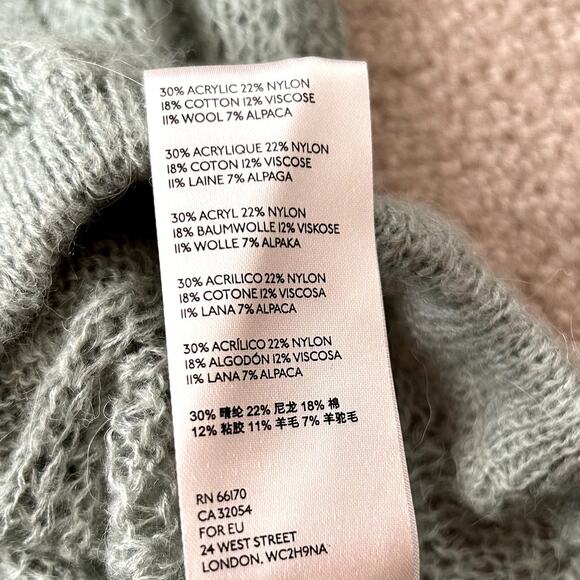 30% ACRYLIC 22% NYLON
18% COTTON 12% VISCOSE
11% WOOL 7% ALPACA
30% ACRYLIQUE 22% NYLON
18% COTON 12% VISCOSE
11% LAINE 7% ALPAGA
30% ACRYL 22% NYLON
18% BAUMWOLLE 12% VISKOSE
11% WOLLE 7% ALPAKA
30% ACRILICO 22% NYLON
18% COTONE 12% VISCOSA
11% LANA 7% ALPACA
30% ACRÍLICO 22% NYLON
18% ALGODÓN 12% VISCOSA
11% LANA 7% ALPACA
30% 晴纶 22% 尼龙 18% 棉
12% 粘胶 11% 羊毛 7% 羊驼毛
RN 66170
CA 32054
FOR EU
24 WEST STREET
LONDON, WC2H9NA